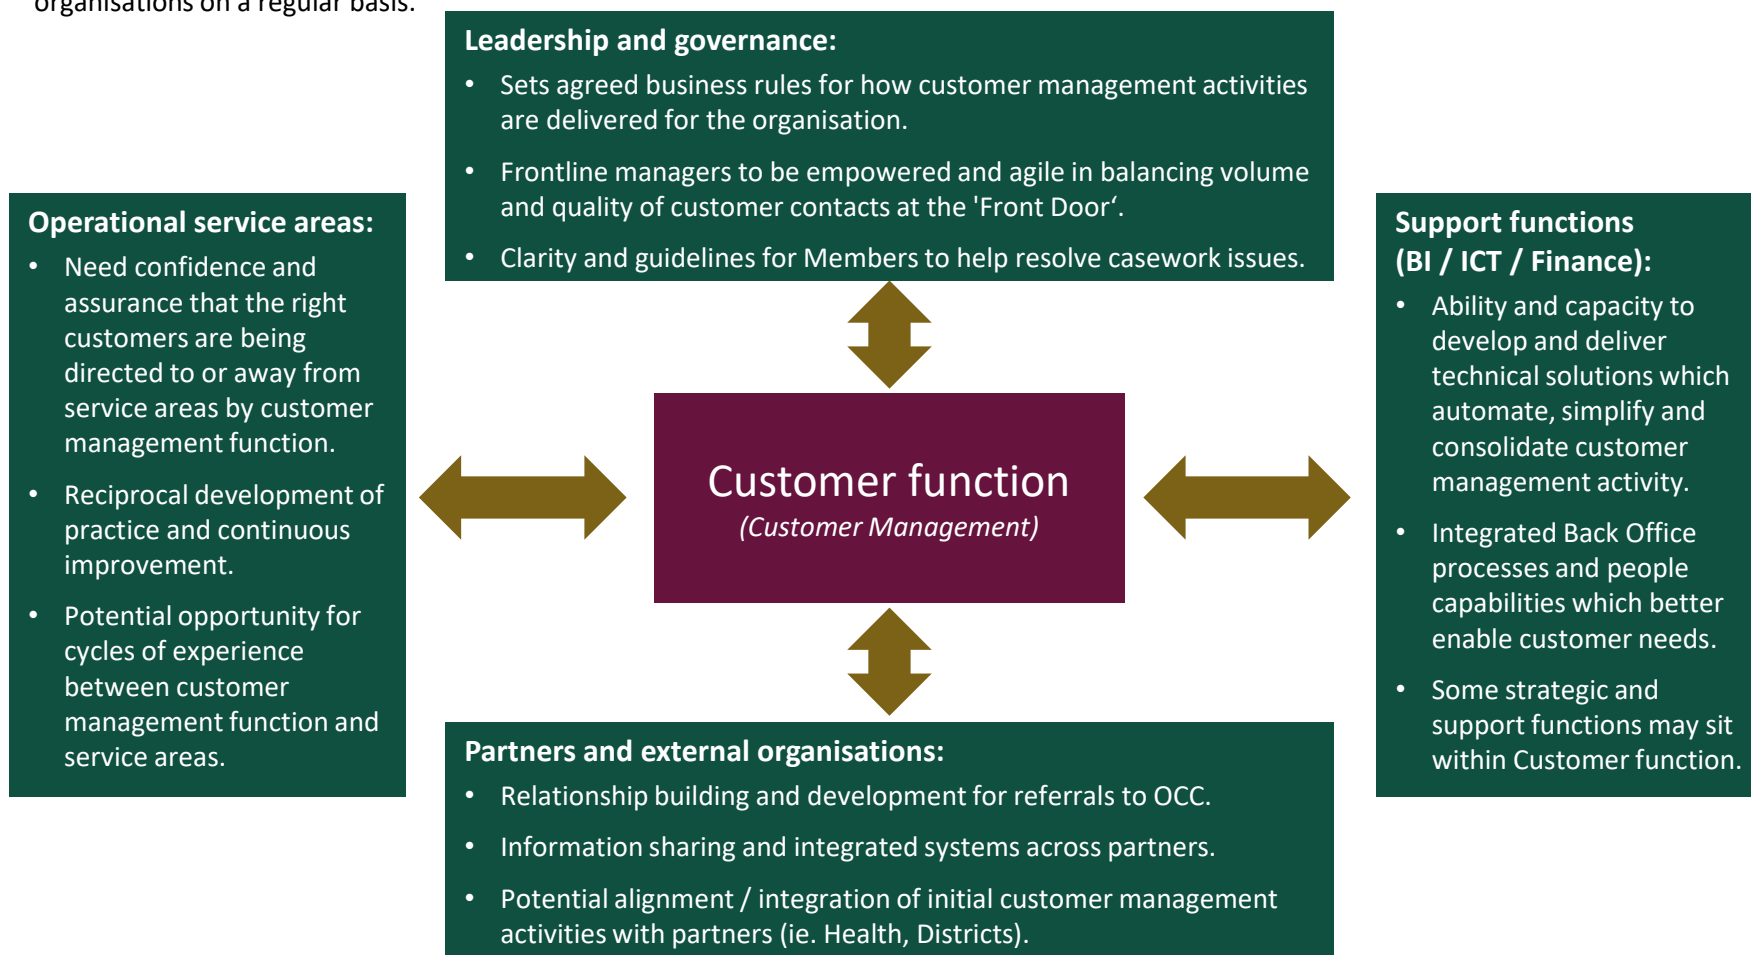 organisations on a regular basis.
Leadership and governance:
• Sets agreed business rules for how customer management activities
are delivered for the organisation.
• Frontline managers to be empowered and agile in balancing volume
and quality of customer contacts at the 'Front Door‘.
• Clarity and guidelines for Members to help resolve casework issues.
Operational service areas:
• Need confidence and
assurance that the right
customers are being
directed to or away from
service areas by customer
management function.
• Reciprocal development of
practice and continuous
improvement.
• Potential opportunity for
cycles of experience
between customer
management function and
service areas.
Customer function
(Customer Management)
Support functions
(BI / ICT / Finance):
• Ability and capacity to
develop and deliver
technical solutions which
automate, simplify and
consolidate customer
management activity.
• Integrated Back Office
processes and people
capabilities which better
enable customer needs.
• Some strategic and
support functions may sit
within Customer function.
Partners and external organisations:
• Relationship building and development for referrals to OCC.
• Information sharing and integrated systems across partners.
• Potential alignment / integration of initial customer management
activities with partners (ie. Health, Districts).